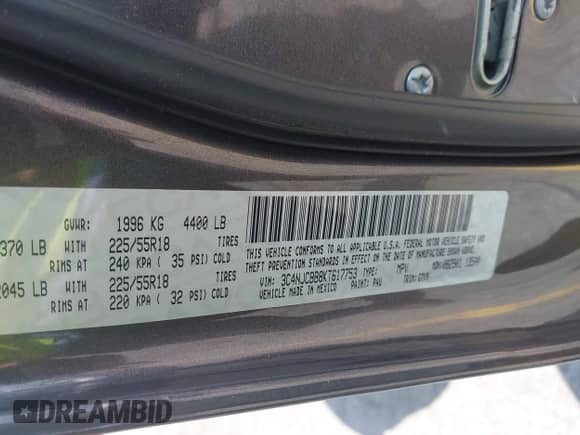 GVWR: 1996 KG 4400 LB
370 LB WITH 225/55R18 TIRES
RIMS AT 240 KPA ( 35 PSI) COLD
2045 LB WITH 225/55R18 TIRES
RIMS AT 220 KPA ( 32 PSI) COLD
THIS VEHICLE CONFORMS TO ALL APPLICABLE U.S.A. FEDERAL MOTOR VEHICLE SAFETY AND
THEFT PREVENTION STANDARDS IN EFFECT ON THE DATE OF MANUFACTURE SHOWN ABOVE.
VIN: 3C4NJCBB8KT617753 TYPE: MPV
VEHICLE MADE IN MEXICO PAINT: PAU TRIM:
DREAMBID